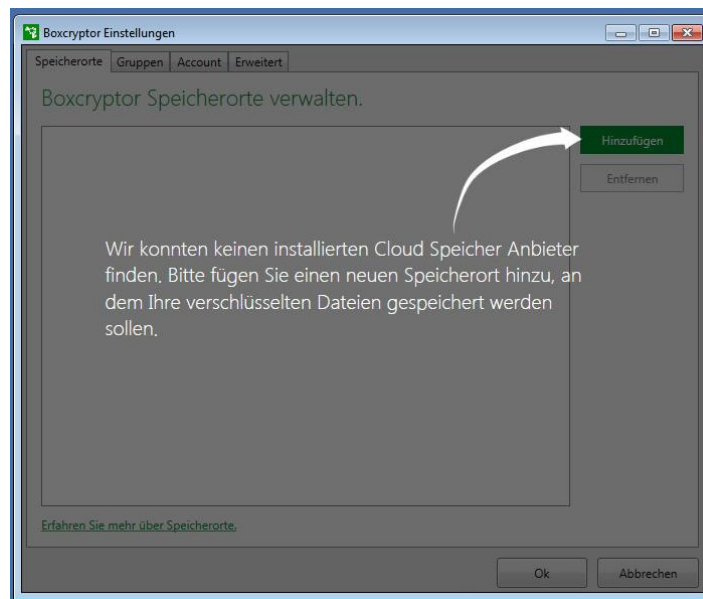 Boxcryptor Einstellungen
Speicherorte Gruppen Account Erweitert
Boxcryptor Speicherorte verwalten.
Hinzufügen
Entfernen
Wir konnten keinen installierten Cloud Speicher Anbieter
finden. Bitte fügen Sie einen neuen Speicherort hinzu, an
dem Ihre verschlüsselten Dateien gespeichert werden
sollen.
Erfahren Sie mehr über Speicherorte.
Ok Abbrechen